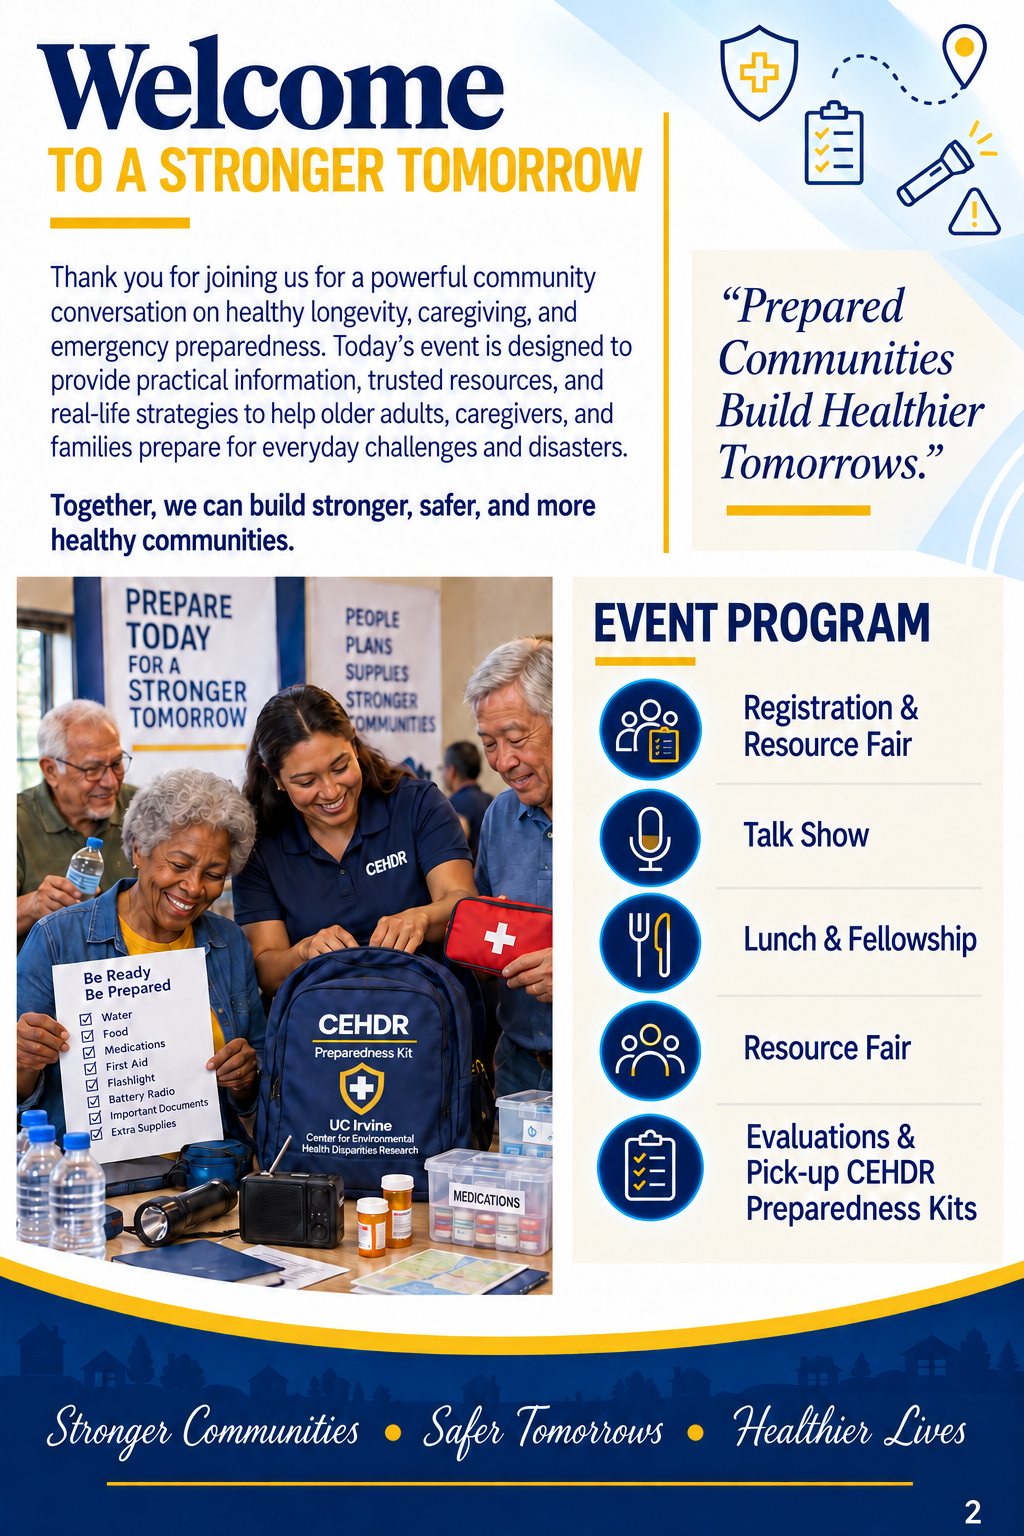 Welcome
TO A STRONGER TOMORROW
Thank you for joining us for a powerful community
conversation on healthy longevity, caregiving, and
emergency preparedness. Today's event is designed to
provide practical information, trusted resources, and
real-life strategies to help older adults, caregivers, and
families prepare for everyday challenges and disasters.
Together, we can build stronger, safer, and more
healthy communities.
“Prepared
Communities
Build Healthier
Tomorrows.”
PREPARE
TODAY
FOR A
STRONGER
TOMORROW
PEOPLE
PLANS
SUPPLIES
STRONGER
COMMUNITIES
CEHDR
Be Ready
Be Prepared
Water
Food
Medications
First Aid
Flashlight
Battery Radio
Important Documents
Extra Supplies
CEHDR
Preparedness Kit
UC Irvine
Center for Environmental
Health Disparities Research
MEDICATIONS
EVENT PROGRAM
Registration &
Resource Fair
Talk Show
Lunch & Fellowship
Resource Fair
Evaluations &
Pick-up CEHDR
Preparedness Kits
Stronger Communities • Safer Tomorrows • Healthier Lives
2